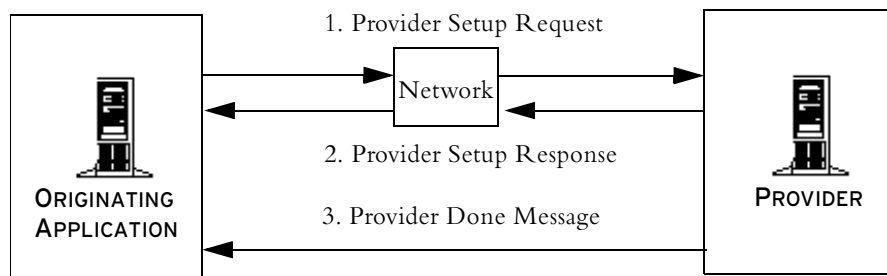 1. Provider Setup Request
Network
2. Provider Setup Response
ORIGINATING
APPLICATION
PROVIDER
3. Provider Done Message